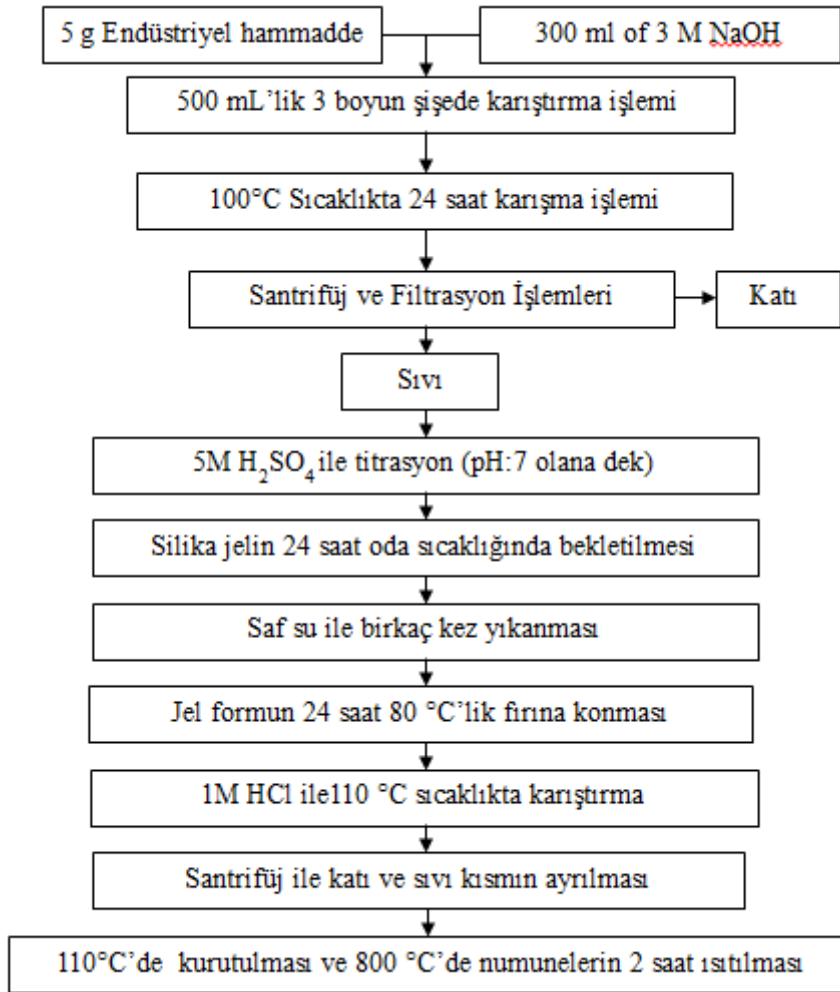 5 g Endüstriyel hammadde
300 ml of 3 M NaOH
500 mL’lik 3 boyun şişede karıştırma işlemi
100°C Sıcaklıkta 24 saat karışma işlemi
Santrifüj ve Filtrasyon İşlemleri
Katı
Sıvı
5M H₂SO₄ ile titrasyon (pH:7 olana dek)
Silika jelin 24 saat oda sıcaklığında bekletilmesi
Saf su ile birkaç kez yıkanması
Jel formun 24 saat 80 °C’lik fırına konması
1M HCl ile110 °C sıcaklıkta karıştırma
Santrifüj ile katı ve sıvı kısmın ayrılması
110°C’de kurutulması ve 800 °C’de numunelerin 2 saat ısıtılması